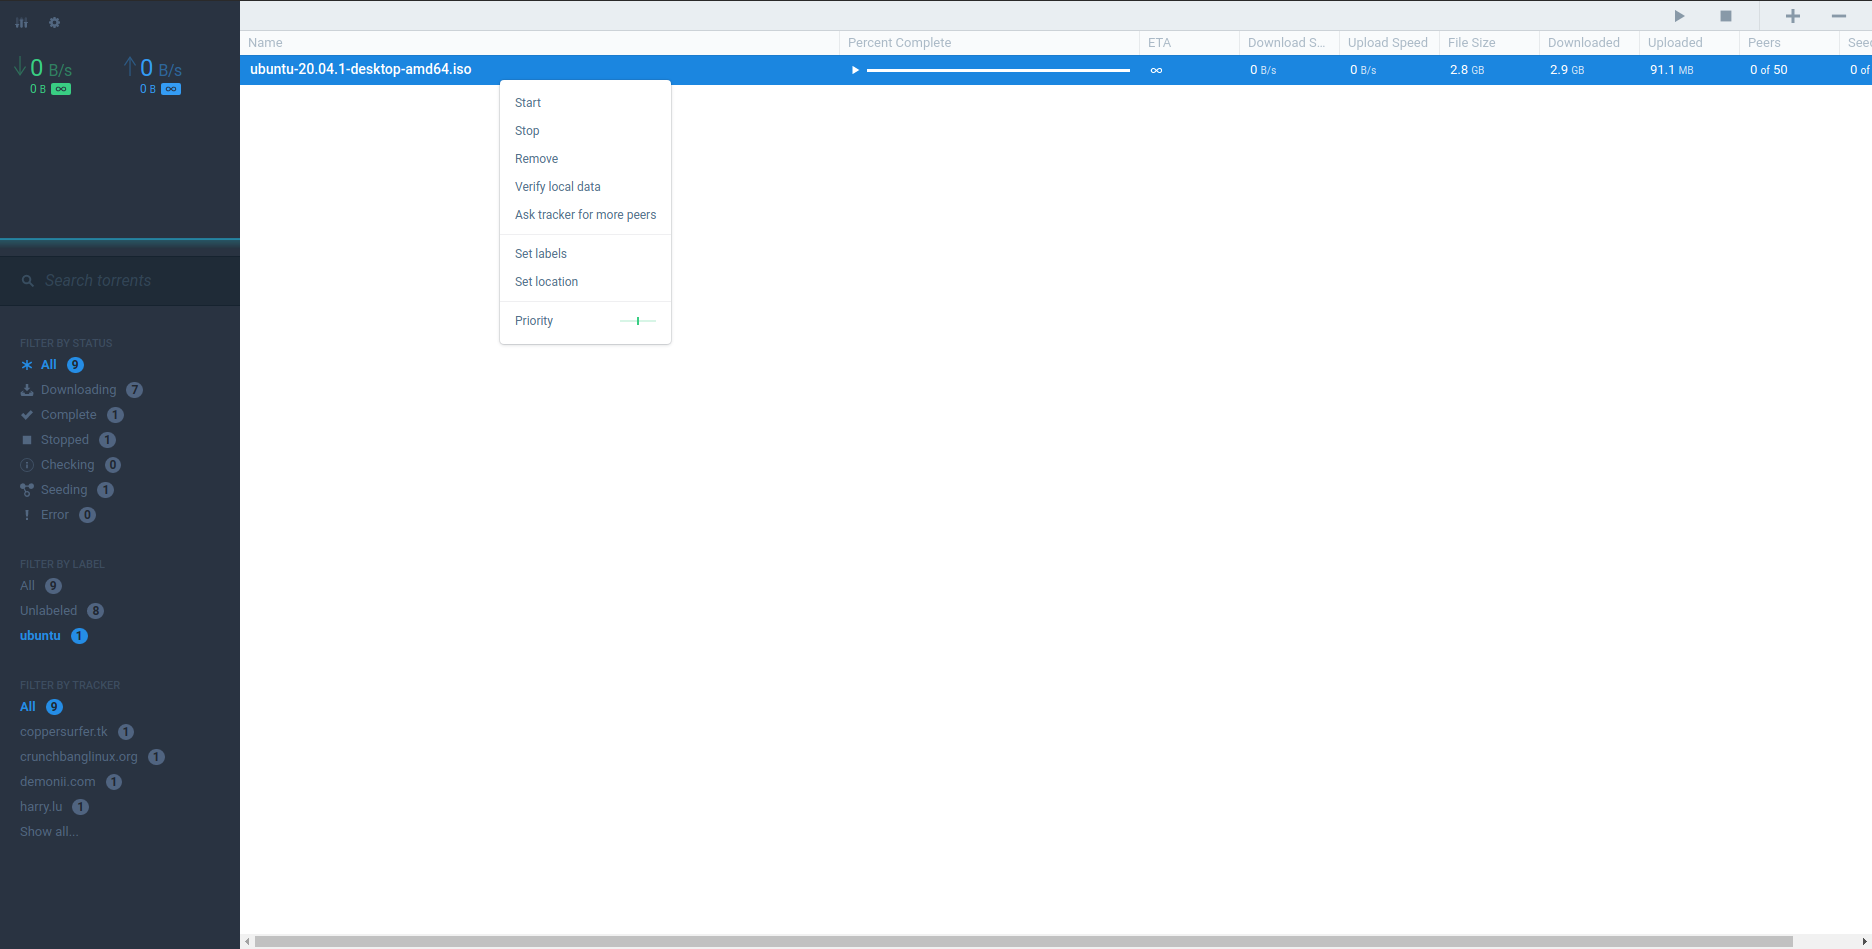 0 B/s
0 B ∞
0 B/s
0 B ∞
Search torrents
FILTER BY STATUS
All 9
Downloading 7
Complete 1
Stopped 1
Checking 0
Seeding 1
Error 0
FILTER BY LABEL
All 9
Unlabeled 8
ubuntu 1
FILTER BY TRACKER
All 9
coppersurfer.tk 1
crunchbanglinux.org 1
demonii.com 1
harry.lu 1
Show all...
Name Percent Complete ETA Download S... Upload Speed File Size Downloaded Uploaded Peers Seed
ubuntu-20.04.1-desktop-amd64.iso ∞ 0 B/s 0 B/s 2.8 GB 2.9 GB 91.1 MB 0 of 50 0 of
Start
Stop
Remove
Verify local data
Ask tracker for more peers
Set labels
Set location
Priority